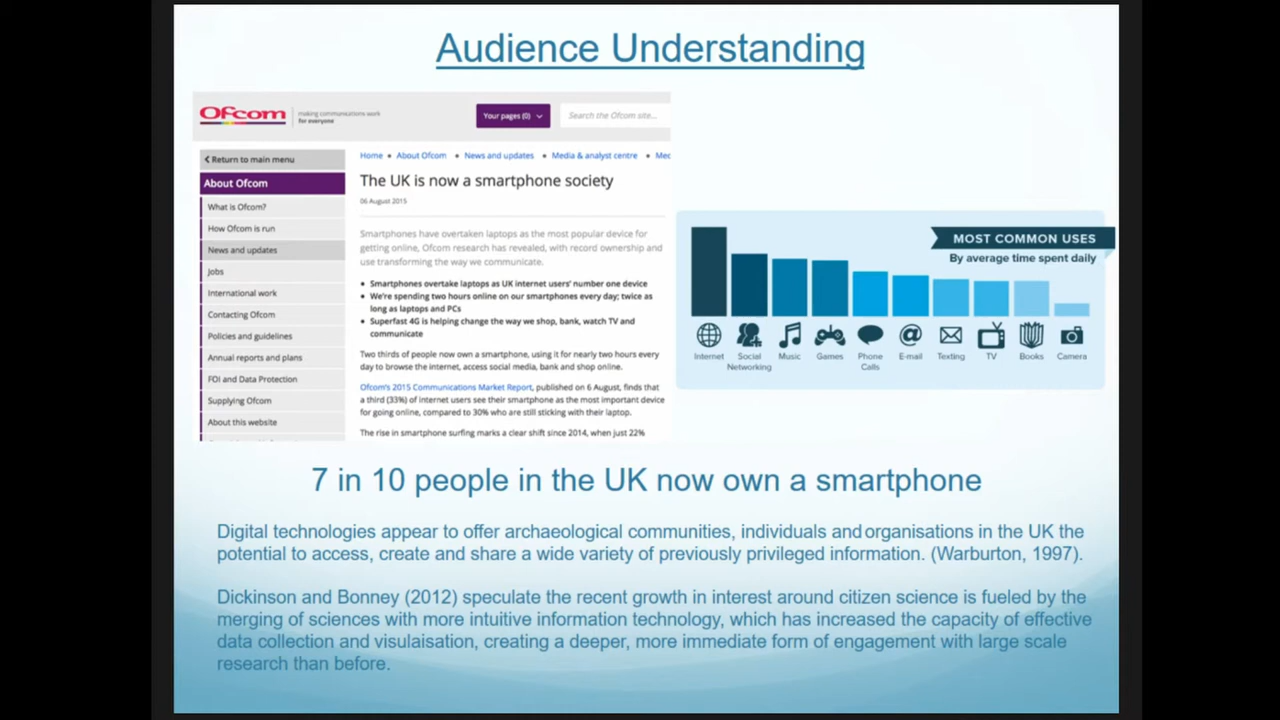 Audience Understanding
Ofcom
making communications work
for everyone
Your pages (0)
Search the Ofcom site...
Return to main menu
Home • About Ofcom • News and updates • Media & analyst centre • Med
About Ofcom
What is Ofcom?
How Ofcom is run
News and updates
Jobs
International work
Contacting Ofcom
Policies and guidelines
Annual reports and plans
FOI and Data Protection
Supplying Ofcom
About this website
The UK is now a smartphone society
06 August 2015
Smartphones have overtaken laptops as the most popular device for
getting online, Ofcom research has revealed, with record ownership and
use transforming the way we communicate.
• Smartphones overtake laptops as UK internet users' number one device
• We're spending two hours online on our smartphones every day; twice as
long as laptops and PCs
• Superfast 4G is helping change the way we shop, bank, watch TV and
communicate
Two thirds of people now own a smartphone, using it for nearly two hours every
day to browse the internet, access social media, bank and shop online.
Ofcom's 2015 Communications Market Report, published on 6 August, finds that
a third (33%) of internet users see their smartphone as the most important device
for going online, compared to 30% who are still sticking with their laptop.
The rise in smartphone surfing marks a clear shift since 2014, when just 22%
MOST COMMON USES
By average time spent daily
Internet
Social
Networking
Music
Games
Phone
Calls
E-mail
Texting
TV
Books
Camera
7 in 10 people in the UK now own a smartphone
Digital technologies appear to offer archaeological communities, individuals and organisations in the UK the
potential to access, create and share a wide variety of previously privileged information. (Warburton, 1997).
Dickinson and Bonney (2012) speculate the recent growth in interest around citizen science is fueled by the
merging of sciences with more intuitive information technology, which has increased the capacity of effective
data collection and visulaisation, creating a deeper, more immediate form of engagement with large scale
research than before.